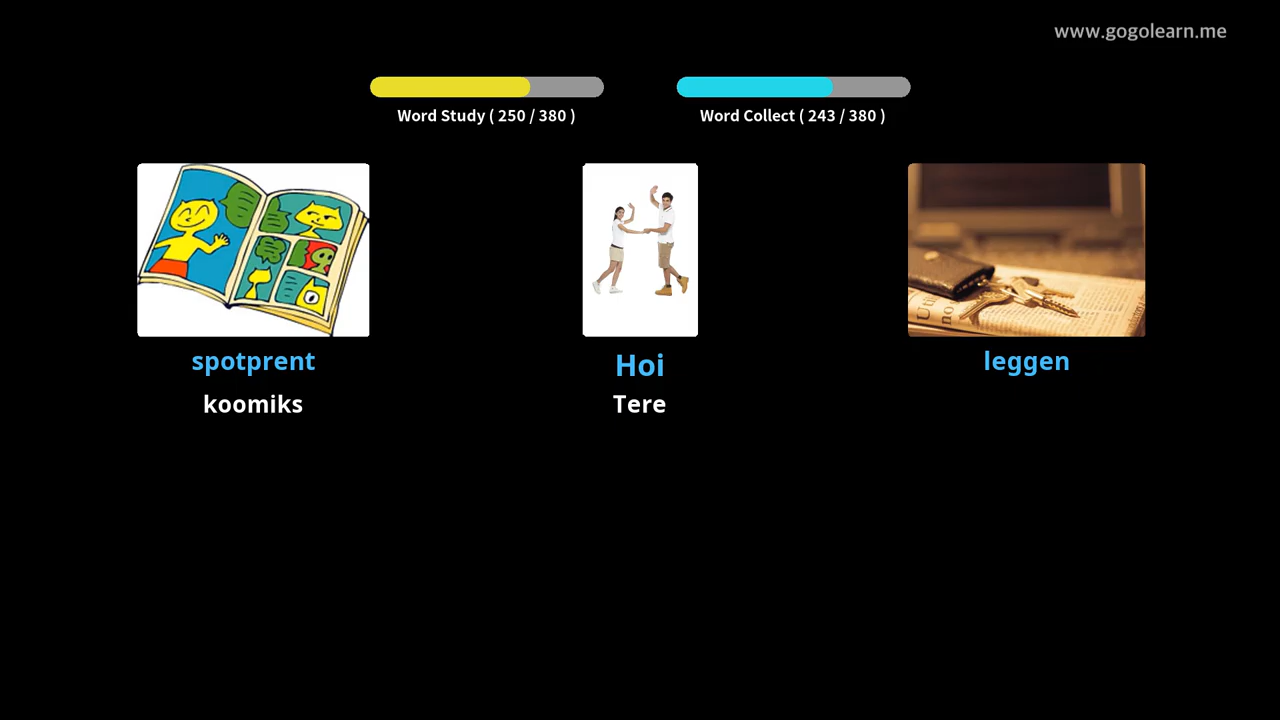 www.gogolearn.me
Word Study ( 250 / 380 )
Word Collect ( 243 / 380 )
spotprent
Hoi
leggen
koomiks
Tere